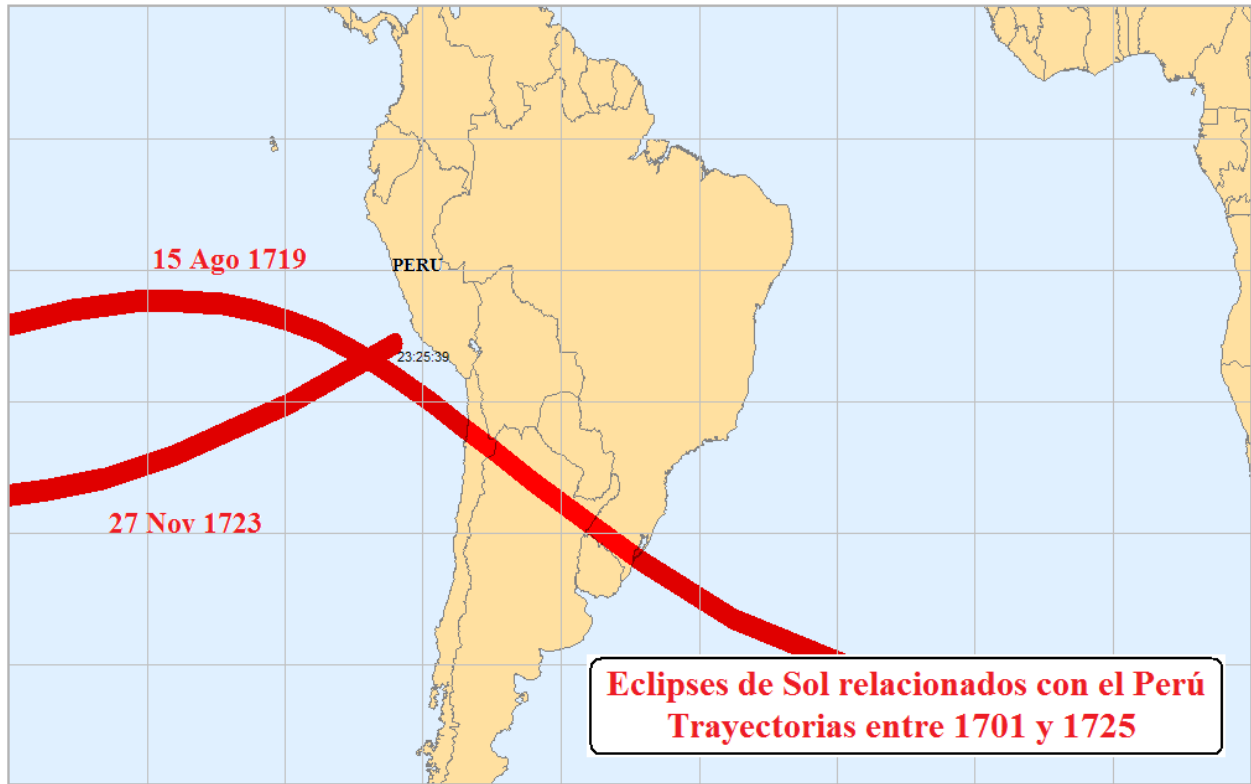 15 Ago 1719
PERU
23:25:39
27 Nov 1723
Eclipses de Sol relacionados con el Perú
Trayectorias entre 1701 y 1725